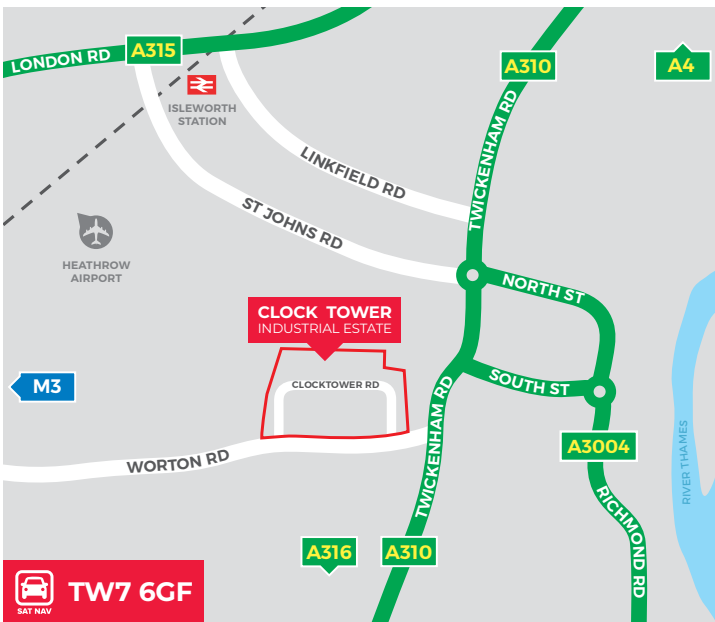 LONDON RD
A315
A310
A4
ISLEWORTH
STATION
LINKFIELD RD
TWICKENHAM RD
ST JOHNS RD
HEATHROW
AIRPORT
NORTH ST
CLOCK TOWER
INDUSTRIAL ESTATE
M3
CLOCKTOWER RD
SOUTH ST
TWICKENHAM RD
A3004
RIVER THAMES
WORTON RD
RICHMOND RD
A316
A310
SAT NAV
TW7 6GF